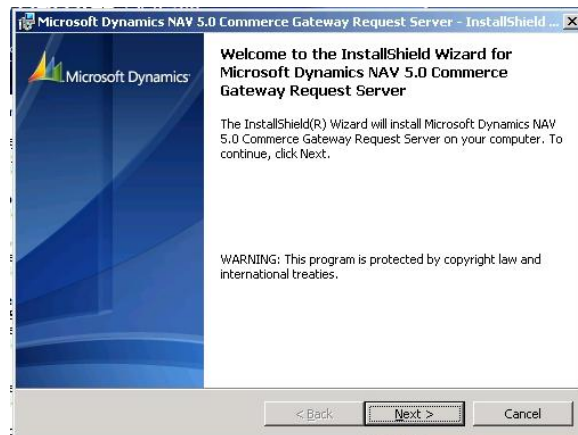 Microsoft Dynamics NAV 5.0 Commerce Gateway Request Server - InstallShield ...
Microsoft Dynamics
Welcome to the InstallShield Wizard for
Microsoft Dynamics NAV 5.0 Commerce
Gateway Request Server
The InstallShield(R) Wizard will install Microsoft Dynamics NAV
5.0 Commerce Gateway Request Server on your computer. To
continue, click Next.
WARNING: This program is protected by copyright law and
international treaties.
< Back
Next >
Cancel